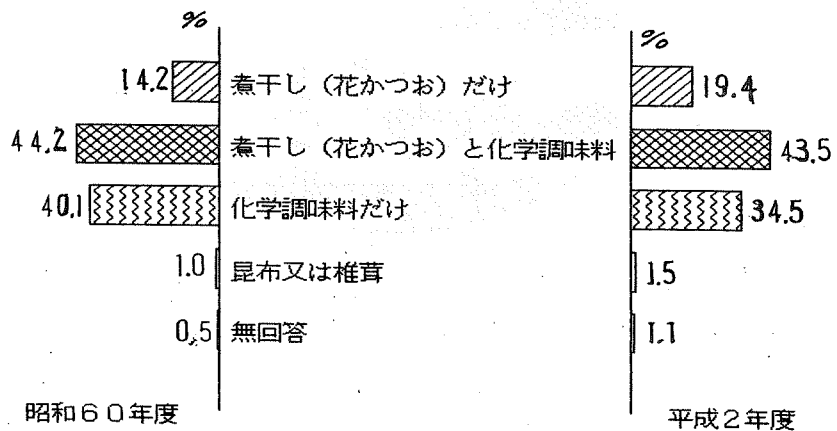 % %
14.2 煮干し（花かつお）だけ 19.4
44.2 煮干し（花かつお）と化学調味料 43.5
40.1 化学調味料だけ 34.5
1.0 昆布又は椎茸 1.5
0.5 無回答 1.1
昭和60年度 平成2年度